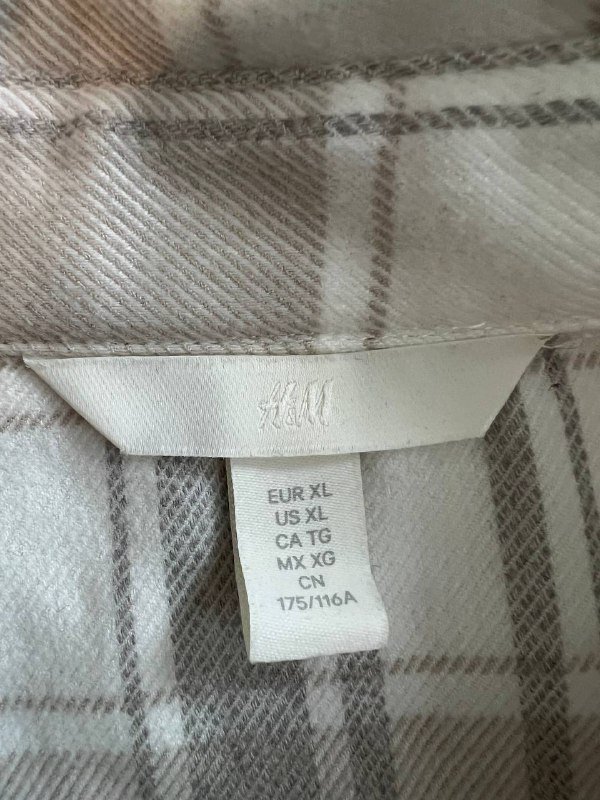 H&M
EUR XL
US XL
CA TG
MX XG
CN
175/116A